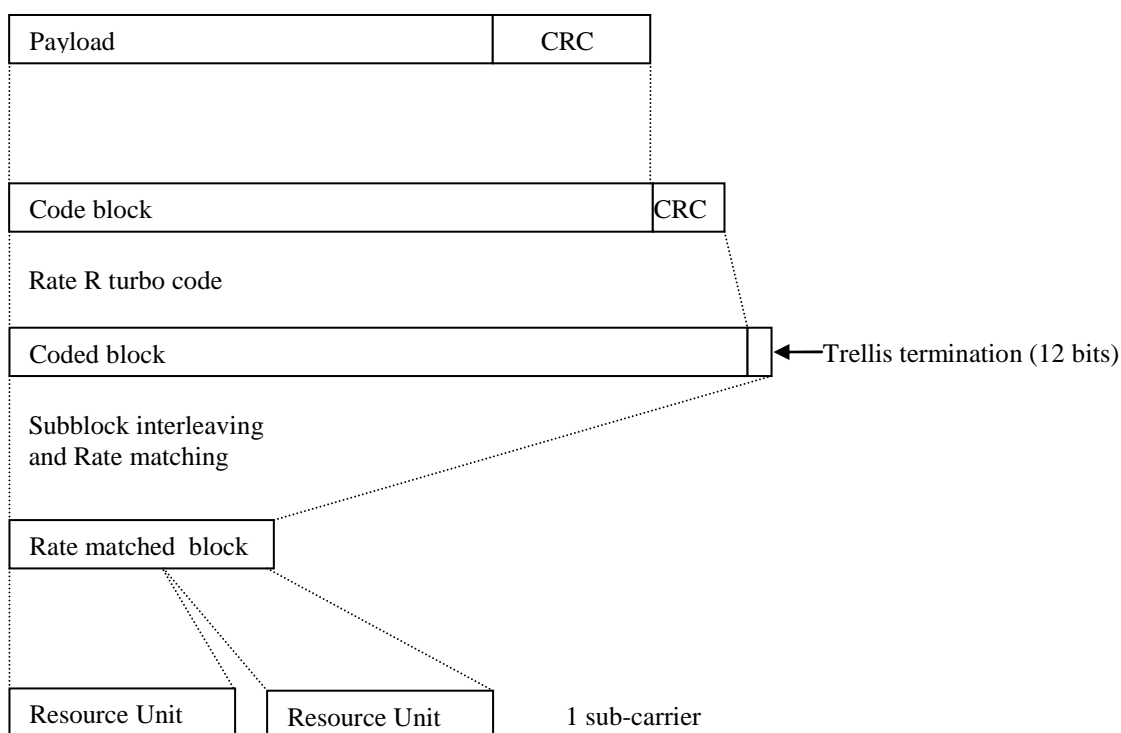 Payload CRC
Code block CRC
Rate R turbo code
Coded block
Trellis termination (12 bits)
Subblock interleaving
and Rate matching
Rate matched block
Resource Unit Resource Unit 1 sub-carrier